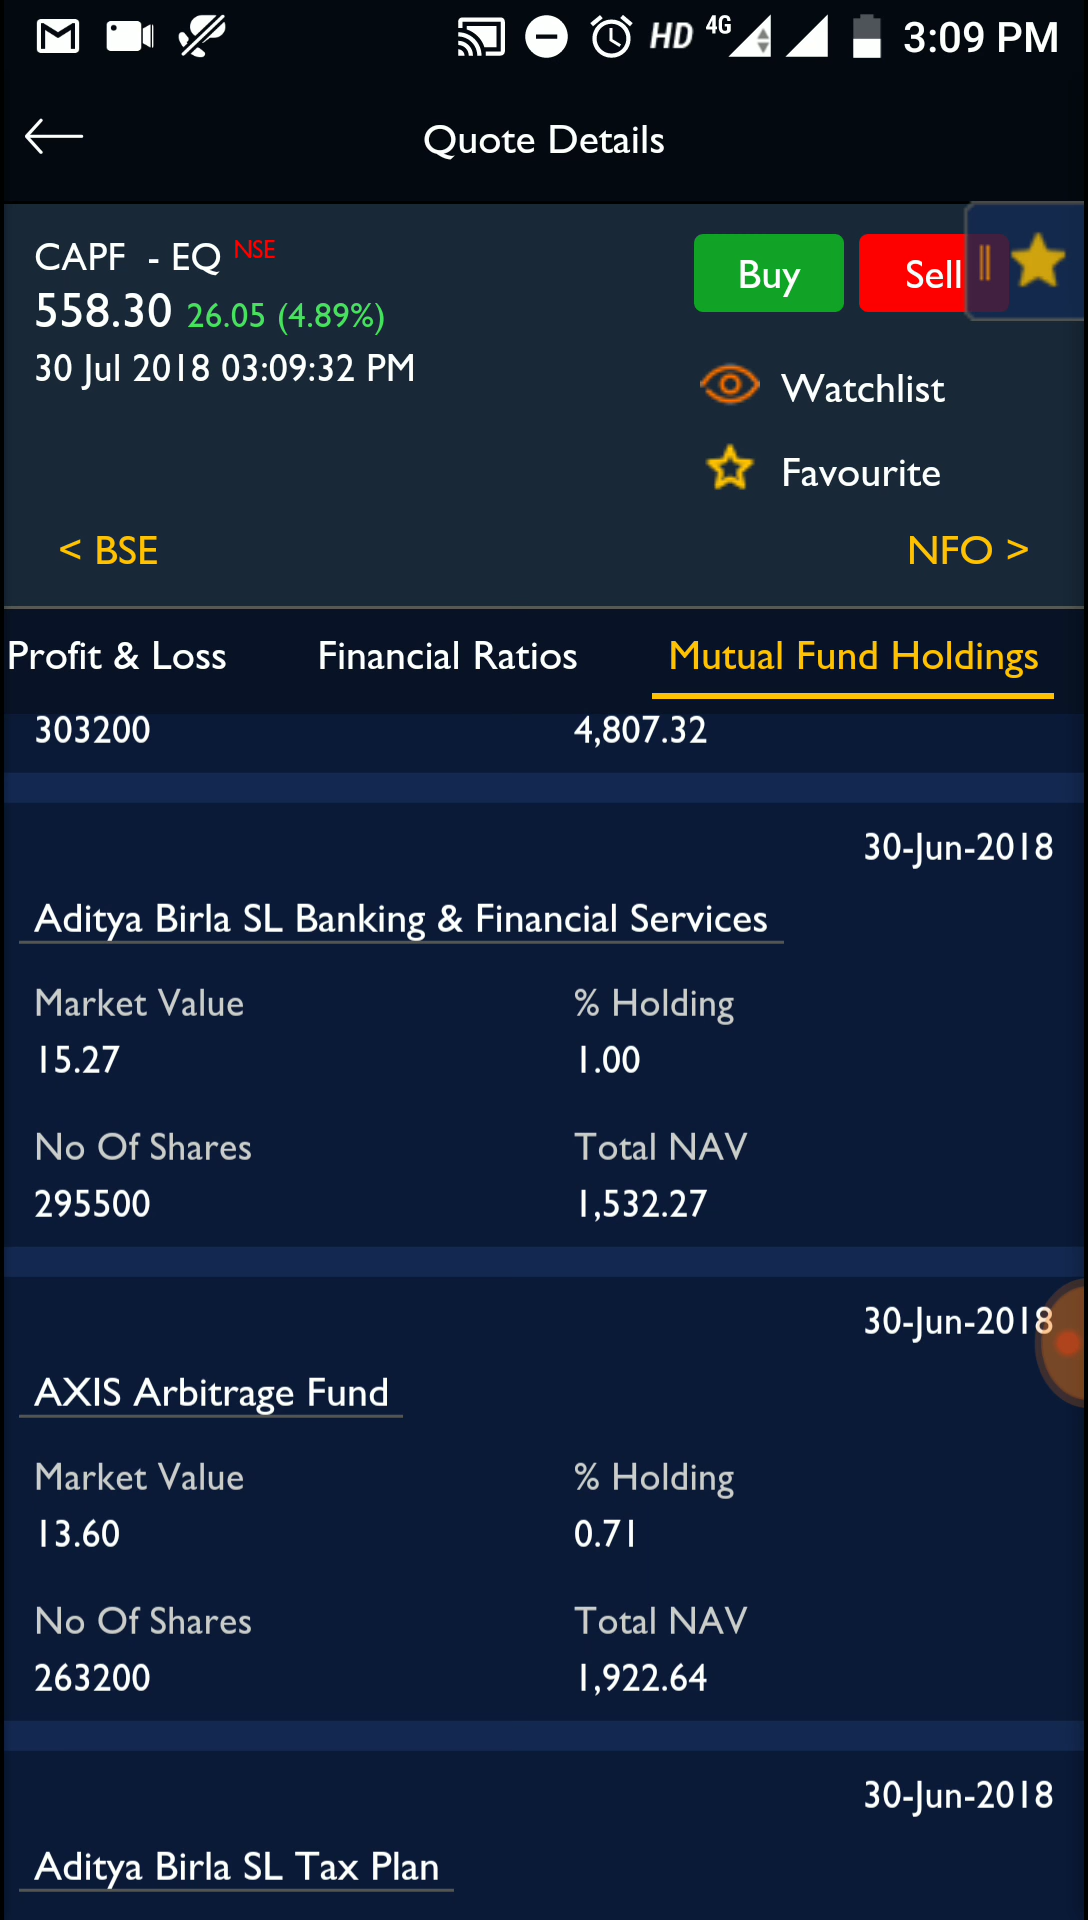 HD 4G 3:09 PM
Quote Details
CAPF - EQ NSE
558.30 26.05 (4.89%)
30 Jul 2018 03:09:32 PM
Buy Sell
Watchlist
Favourite
< BSE NFO >
Profit & Loss Financial Ratios Mutual Fund Holdings
303200 4,807.32
30-Jun-2018
Aditya Birla SL Banking & Financial Services
Market Value % Holding
15.27 1.00
No Of Shares Total NAV
295500 1,532.27
30-Jun-2018
AXIS Arbitrage Fund
Market Value % Holding
13.60 0.71
No Of Shares Total NAV
263200 1,922.64
30-Jun-2018
Aditya Birla SL Tax Plan